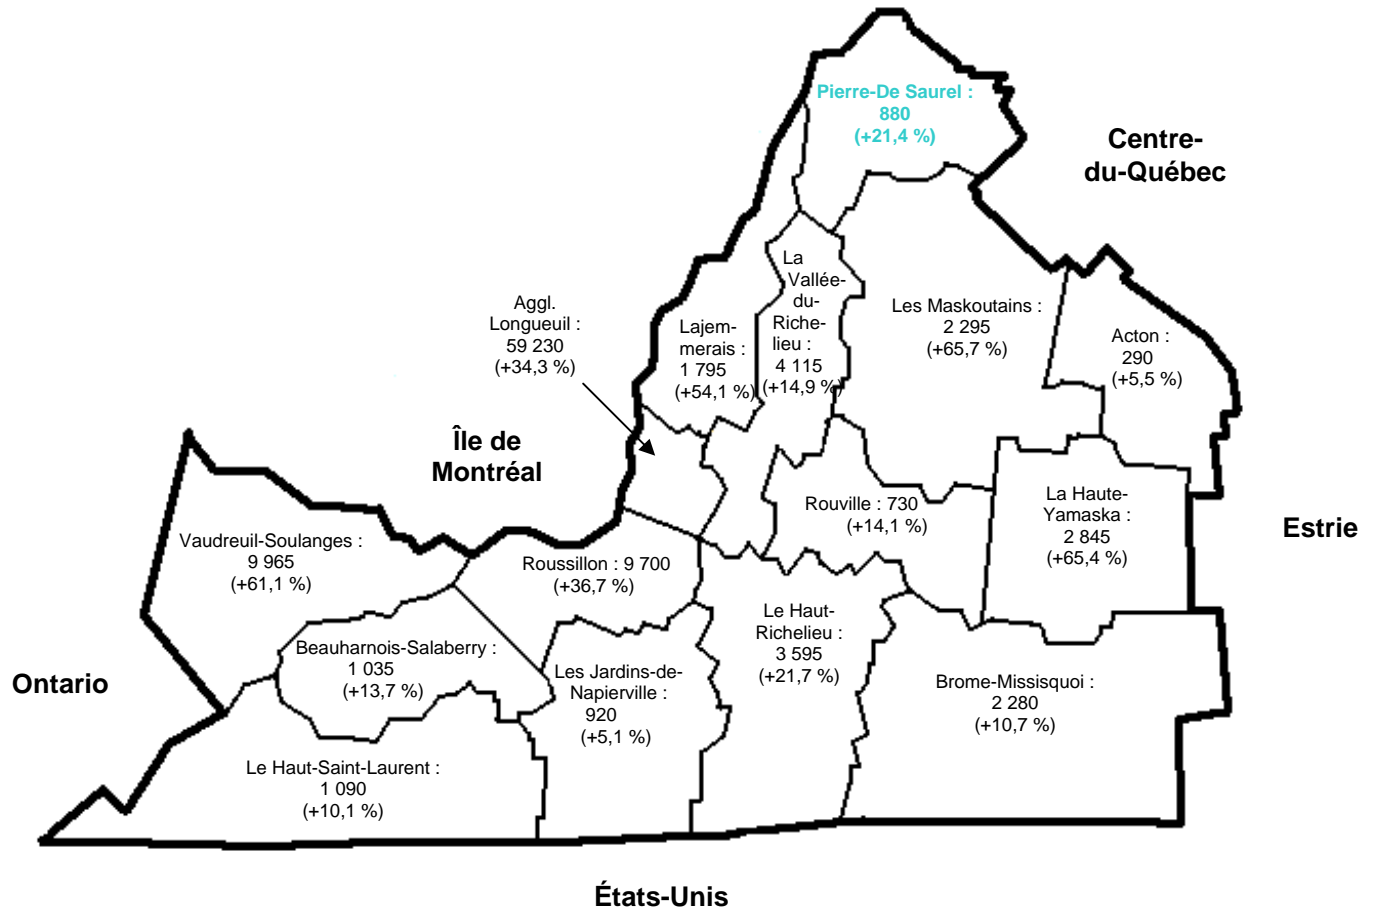 Pierre-De Saurel :
880
(+21,4 %)
Centre-
du-Québec
La
Vallée-
du-
Riche-
lieu :
4 115
(+14,9 %)
Les Maskoutains :
2 295
(+65,7 %)
Aggl.
Longueuil :
59 230
(+34,3 %)
Lajem-
merais :
1 795
(+54,1 %)
Acton :
290
(+5,5 %)
Île de
Montréal
Rouville : 730
(+14,1 %)
La Haute-
Yamaska :
2 845
(+65,4 %)
Estrie
Vaudreuil-Soulanges :
9 965
(+61,1 %)
Roussillon : 9 700
(+36,7 %)
Le Haut-
Richelieu :
3 595
(+21,7 %)
Beauharnois-Salaberry :
1 035
(+13,7 %)
Les Jardins-de-
Napierville :
920
(+5,1 %)
Brome-Missisquoi :
2 280
(+10,7 %)
Ontario
Le Haut-Saint-Laurent :
1 090
(+10,1 %)
États-Unis